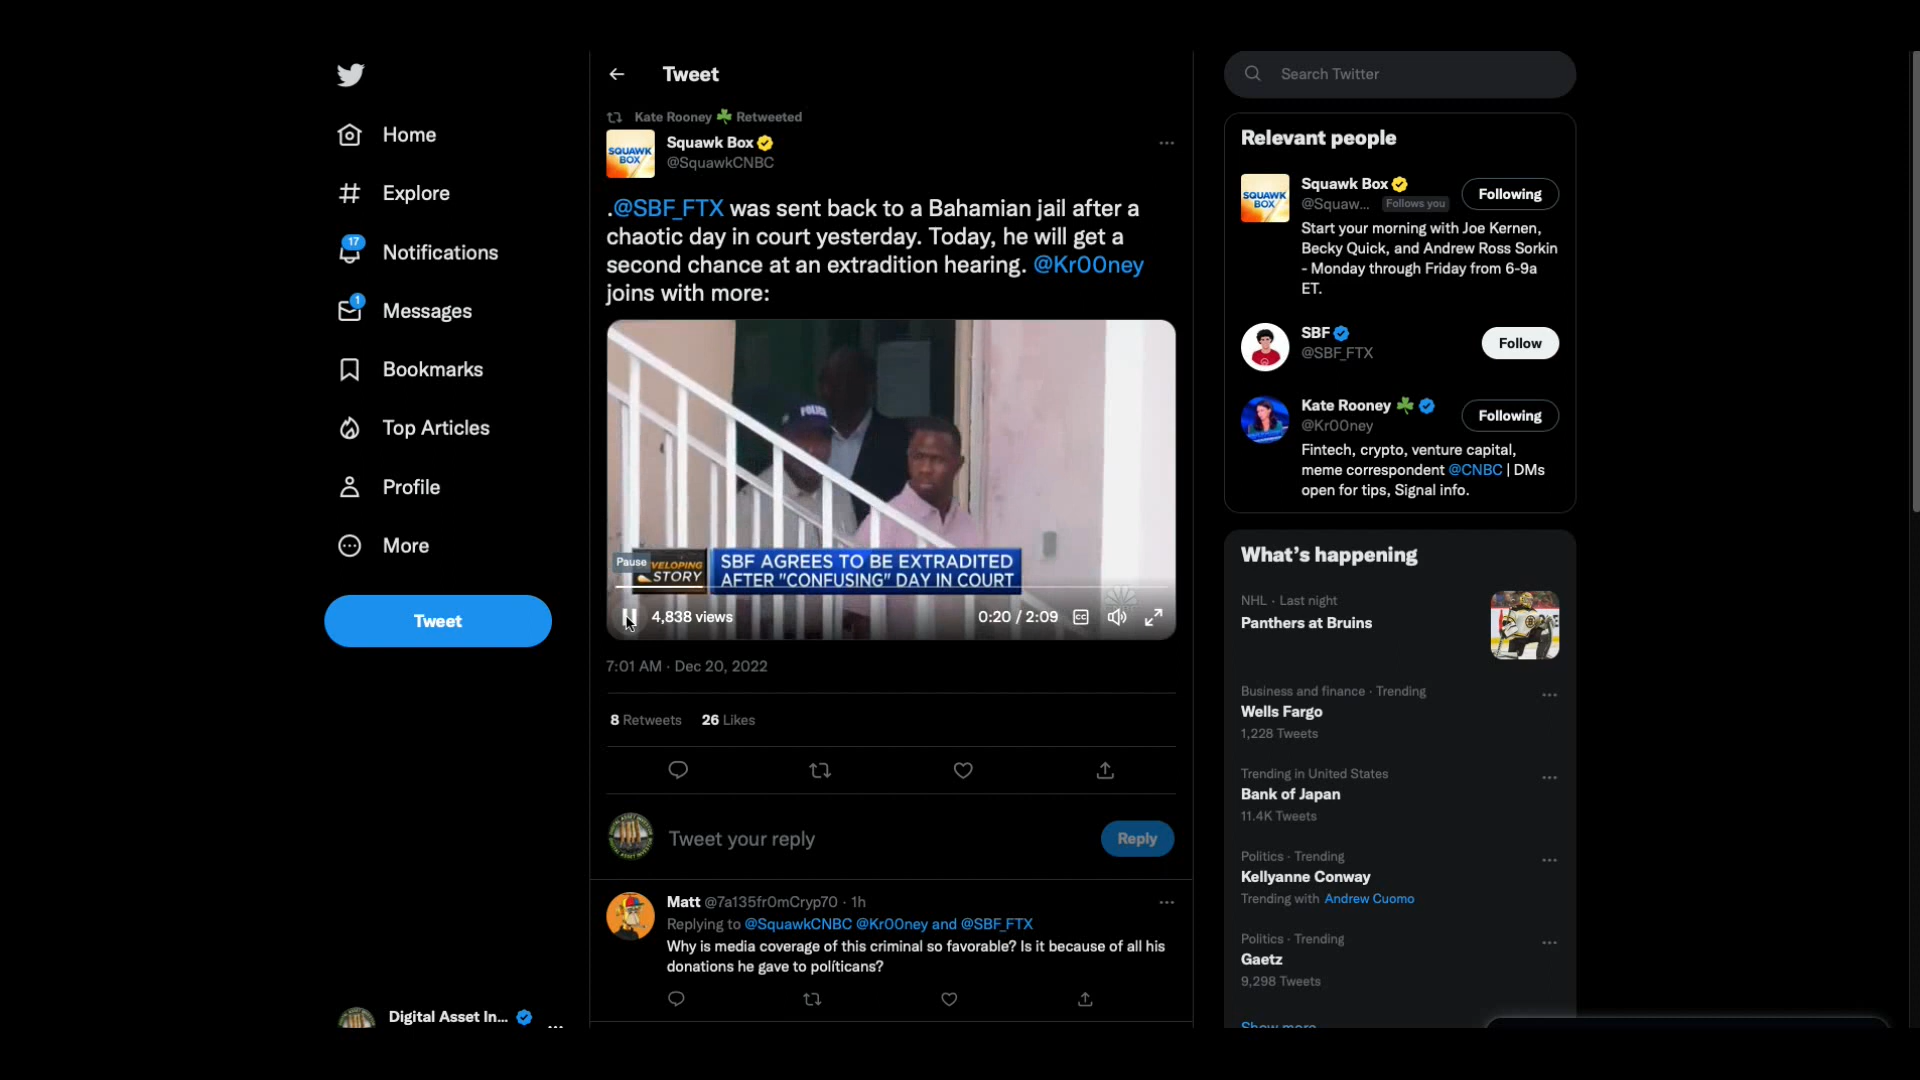 Home
Explore
17
Notifications
1
Messages
Bookmarks
Top Articles
Profile
More
Tweet
Digital Asset In...
Tweet
Kate Rooney ☘️ Retweeted
SQUAWK
BOX
Squawk Box
@SquawkCNBC
.@SBF_FTX was sent back to a Bahamian jail after a
chaotic day in court yesterday. Today, he will get a
second chance at an extradition hearing. @Kr00ney
joins with more:
POLICE
Pause
VELOPING
STORY
SBF AGREES TO BE EXTRADITED
AFTER "CONFUSING" DAY IN COURT
4,838 views
0:20 / 2:09
CC
7:01 AM · Dec 20, 2022
8 Retweets 26 Likes
Tweet your reply
Reply
Matt @7a135fr0mCryp70 · 1h
Replying to @SquawkCNBC @Kr00ney and @SBF_FTX
Why is media coverage of this criminal so favorable? Is it because of all his
donations he gave to políticans?
Search Twitter
Relevant people
SQUAWK
BOX
Squawk Box
@Squaw... Follows you
Following
Start your morning with Joe Kernen,
Becky Quick, and Andrew Ross Sorkin
- Monday through Friday from 6-9a
ET.
SBF
@SBF_FTX
Follow
Kate Rooney ☘️
@Kr00ney
Following
Fintech, crypto, venture capital,
meme correspondent @CNBC | DMs
open for tips, Signal info.
What's happening
NHL · Last night
Panthers at Bruins
Business and finance · Trending
Wells Fargo
1,228 Tweets
Trending in United States
Bank of Japan
11.4K Tweets
Politics · Trending
Kellyanne Conway
Trending with Andrew Cuomo
Politics · Trending
Gaetz
9,298 Tweets
Show more